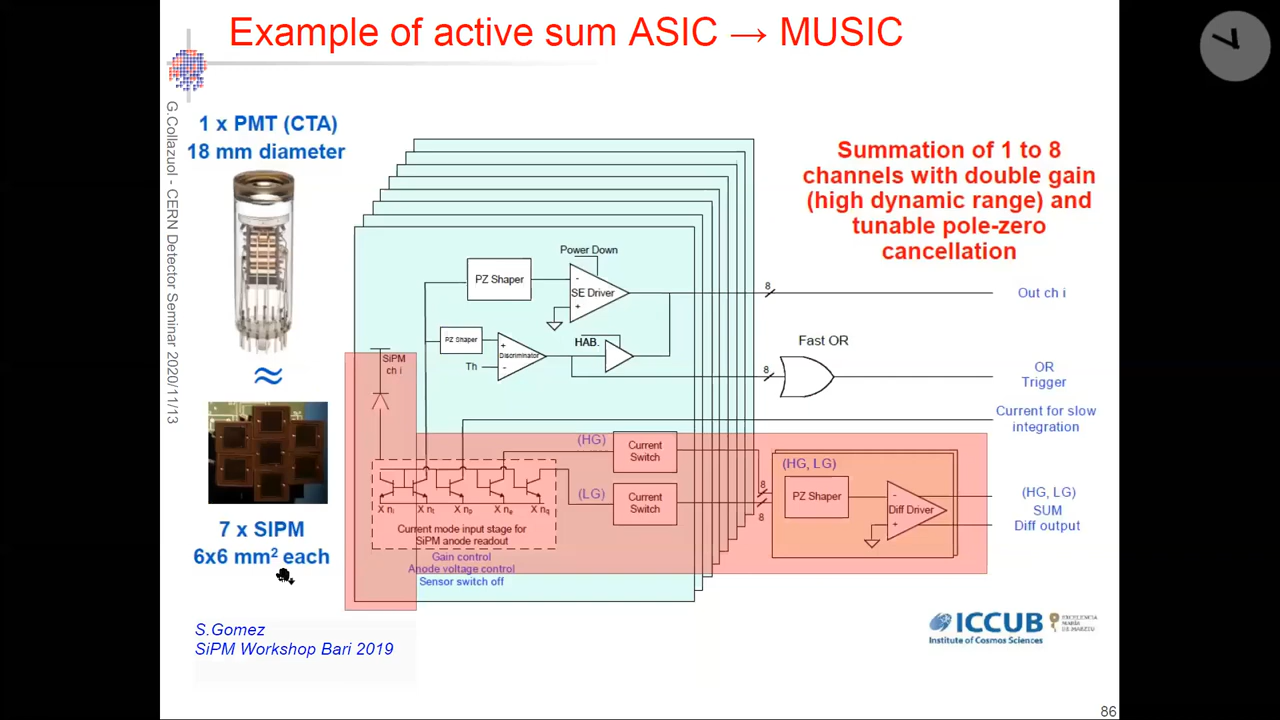 Example of active sum ASIC → MUSIC
G.Collazuol - CERN Detector Seminar 2020/11/13
1 x PMT (CTA)
18 mm diameter
≈
7 x SIPM
6x6 mm² each
S.Gomez
SiPM Workshop Bari 2019
Power Down
PZ Shaper
-
SE Driver
+
PZ Shaper
+
Discriminator
-
Th
HAB.
SiPM
ch i
(HG)
Current
Switch
(LG)
Current
Switch
X nᵢ
X nₜ
X nₚ
X nₑ
X n_q
Current mode input stage for
SiPM anode readout
Gain control
Anode voltage control
Sensor switch off
Summation of 1 to 8
channels with double gain
(high dynamic range) and
tunable pole-zero
cancellation
8
Out ch i
Fast OR
8
OR
Trigger
Current for slow
integration
8
8
(HG, LG)
PZ Shaper
-
Diff Driver
+
(HG, LG)
SUM
Diff output
ICCUB
Institute of Cosmos Sciences
EXCELENCIA
MARÍA
DE MAEZTU
86